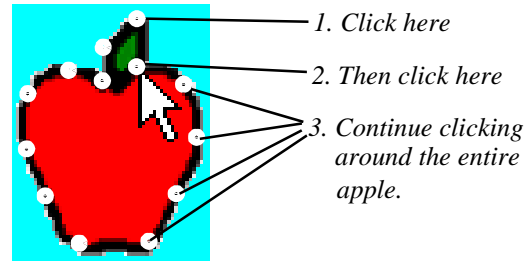 1. Click here
2. Then click here
3. Continue clicking
around the entire
apple.